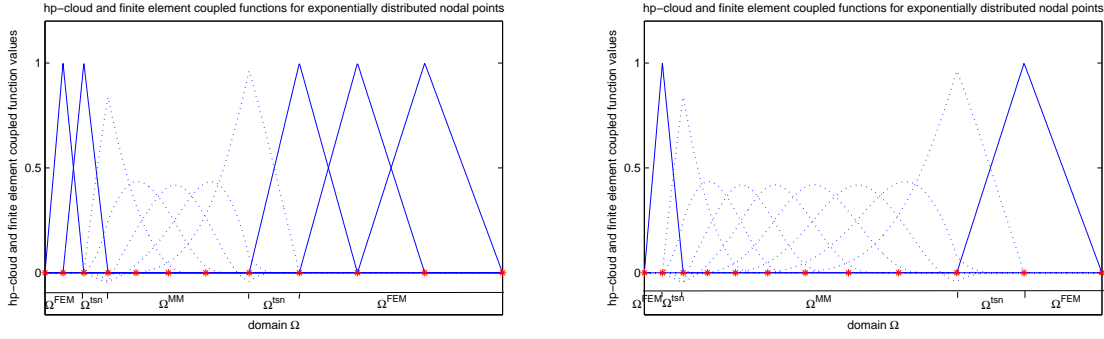 hp−cloud and finite element coupled functions for exponentially distributed nodal points
hp−cloud and finite element coupled function values
1
0.5
0
Ω^FEM Ω^tsn Ω^MM Ω^tsn Ω^FEM
domain Ω
hp−cloud and finite element coupled functions for exponentially distributed nodal points
hp−cloud and finite element coupled function values
1
0.5
0
Ω^FEM Ω^tsn Ω^MM Ω^tsn Ω^FEM
domain Ω